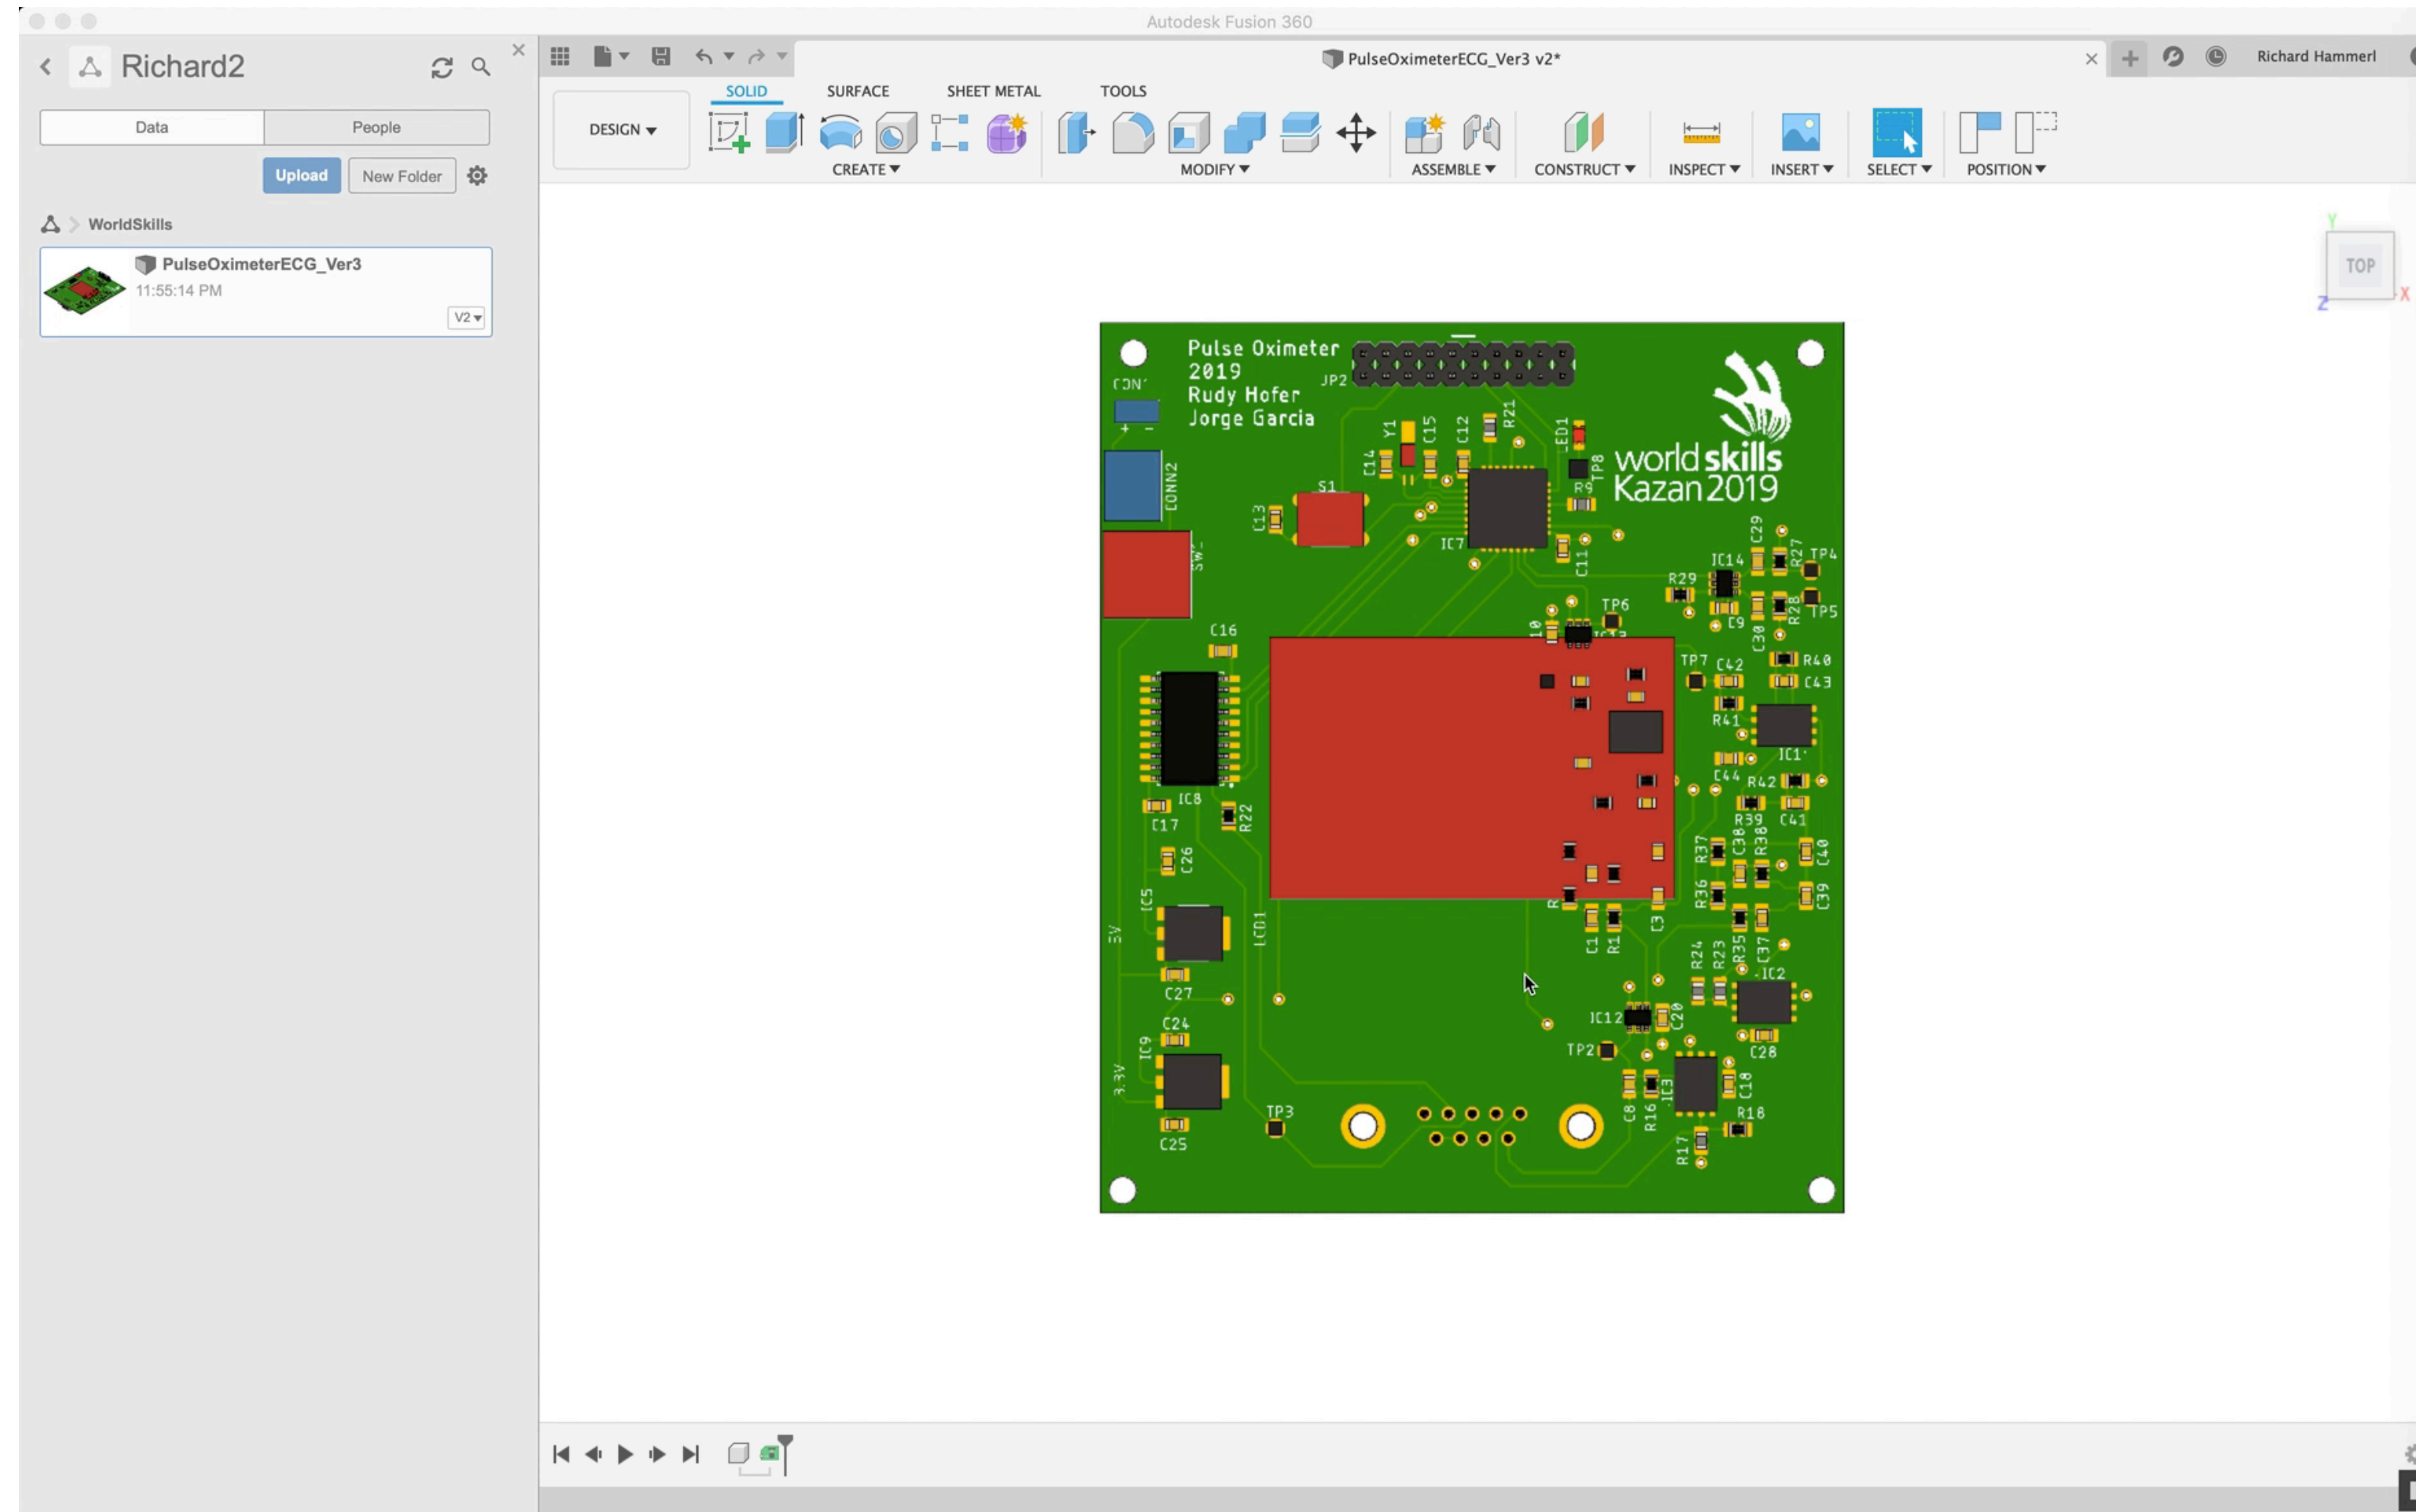 Autodesk Fusion 360
Richard2
PulseOximeterECG_Ver3 v2*
Richard Hammerl
Data
People
Upload
New Folder
WorldSkills
PulseOximeterECG_Ver3
11:55:14 PM
V2
SOLID
SURFACE
SHEET METAL
TOOLS
DESIGN
CREATE
MODIFY
ASSEMBLE
CONSTRUCT
INSPECT
INSERT
SELECT
POSITION
Y
TOP
X
Z
Pulse Oximeter
2019
Rudy Hofer
Jorge Garcia
JP2
+ -
CONN2
world skills
Kazan 2019
Y1
C15
C12
R21
LED1
C14
TP8
R9
S1
C13
IC7
C11
C29
IC14
R27
TP4
R29
R28
TP5
C9
C30
TP6
C16
TP7
C42
R40
C43
R41
C44
R42
R39
C41
IC8
C17
R22
C26
R37
C38
R38
C40
R36
C39
IC5
LCD1
C1
R1
C3
R35
C37
R24
R23
IC2
5V
C27
C24
IC9
IC12
C20
TP2
C28
3.3V
C8
R16
IC3
C18
R18
R17
TP3
C25